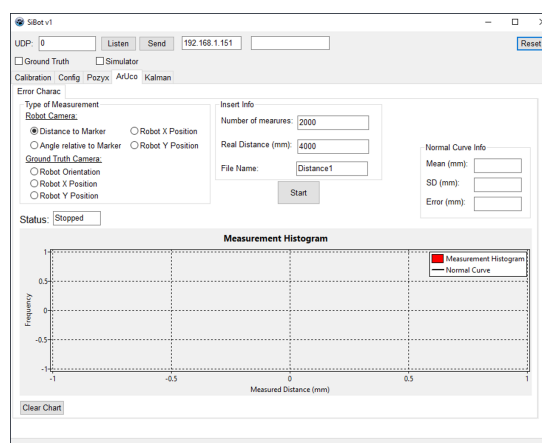 SiBot v1
UDP: 0 Listen Send 192.168.1.151 Reset
Ground Truth Simulator
Calibration Config Pozyx ArUco Kalman
Error Charac
Type of Measurement
Robot Camera:
Distance to Marker Robot X Position
Angle relative to Marker Robot Y Position
Ground Truth Camera:
Robot Orientation
Robot X Position
Robot Y Position
Insert Info
Number of mearures: 2000
Real Distance (mm): 4000
File Name: Distance1
Start
Normal Curve Info
Mean (mm):
SD (mm):
Error (mm):
Status: Stopped
Measurement Histogram
Measurement Histogram
Normal Curve
Frequency
1
0.5
0
-0.5
-1
-1 -0.5 0 0.5 1
Measured Distance (mm)
Clear Chart